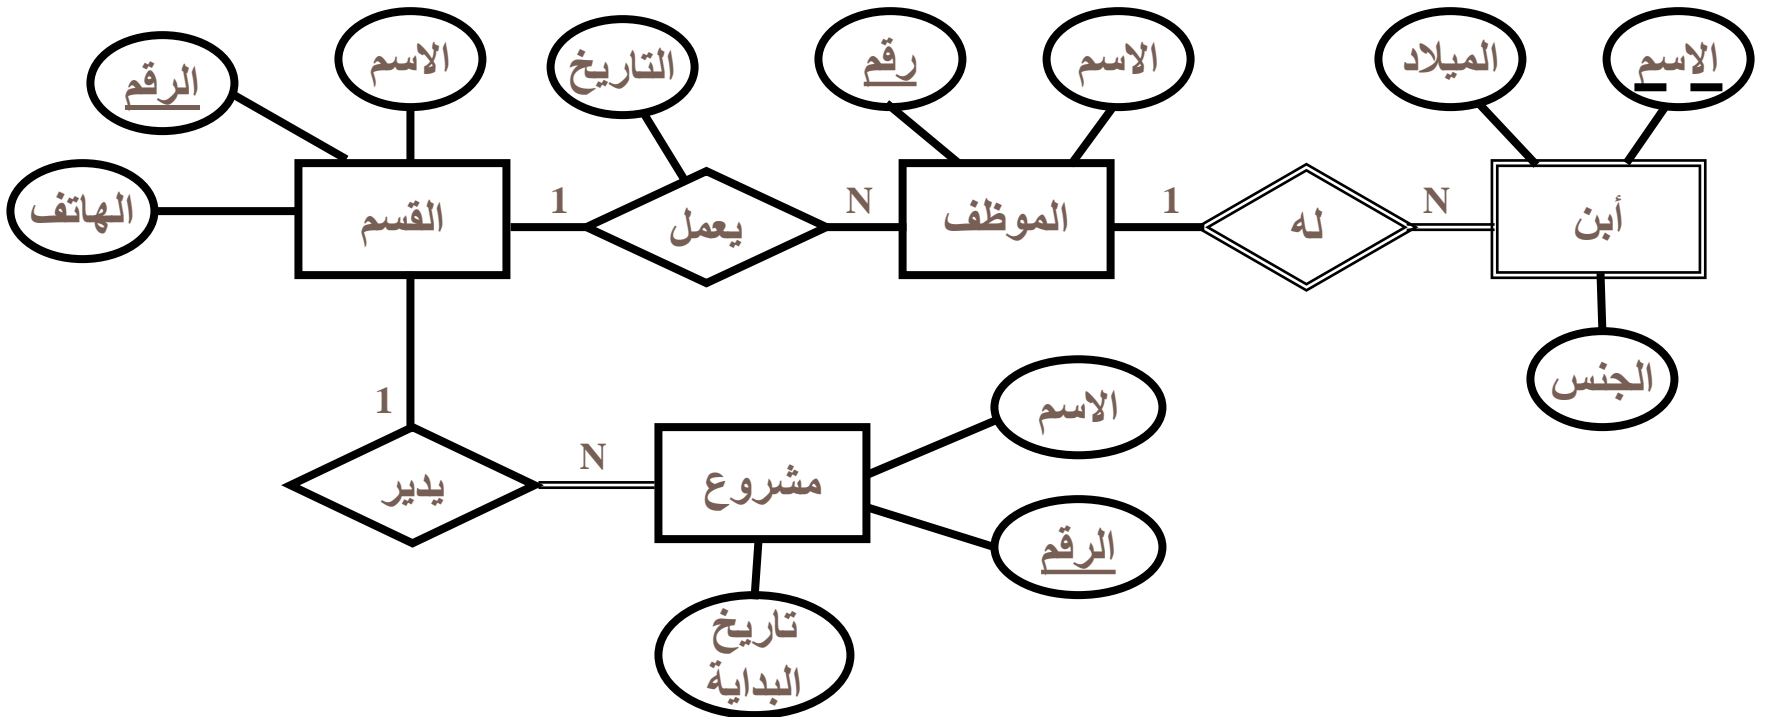 الاسم
الميلاد
الاسم
رقم
التاريخ
الاسم
الرقم
أبن
N
له
1
الموظف
N
يعمل
1
القسم
الهاتف
الجنس
1
الاسم
N
مشروع
يدير
الرقم
تاريخ
البداية